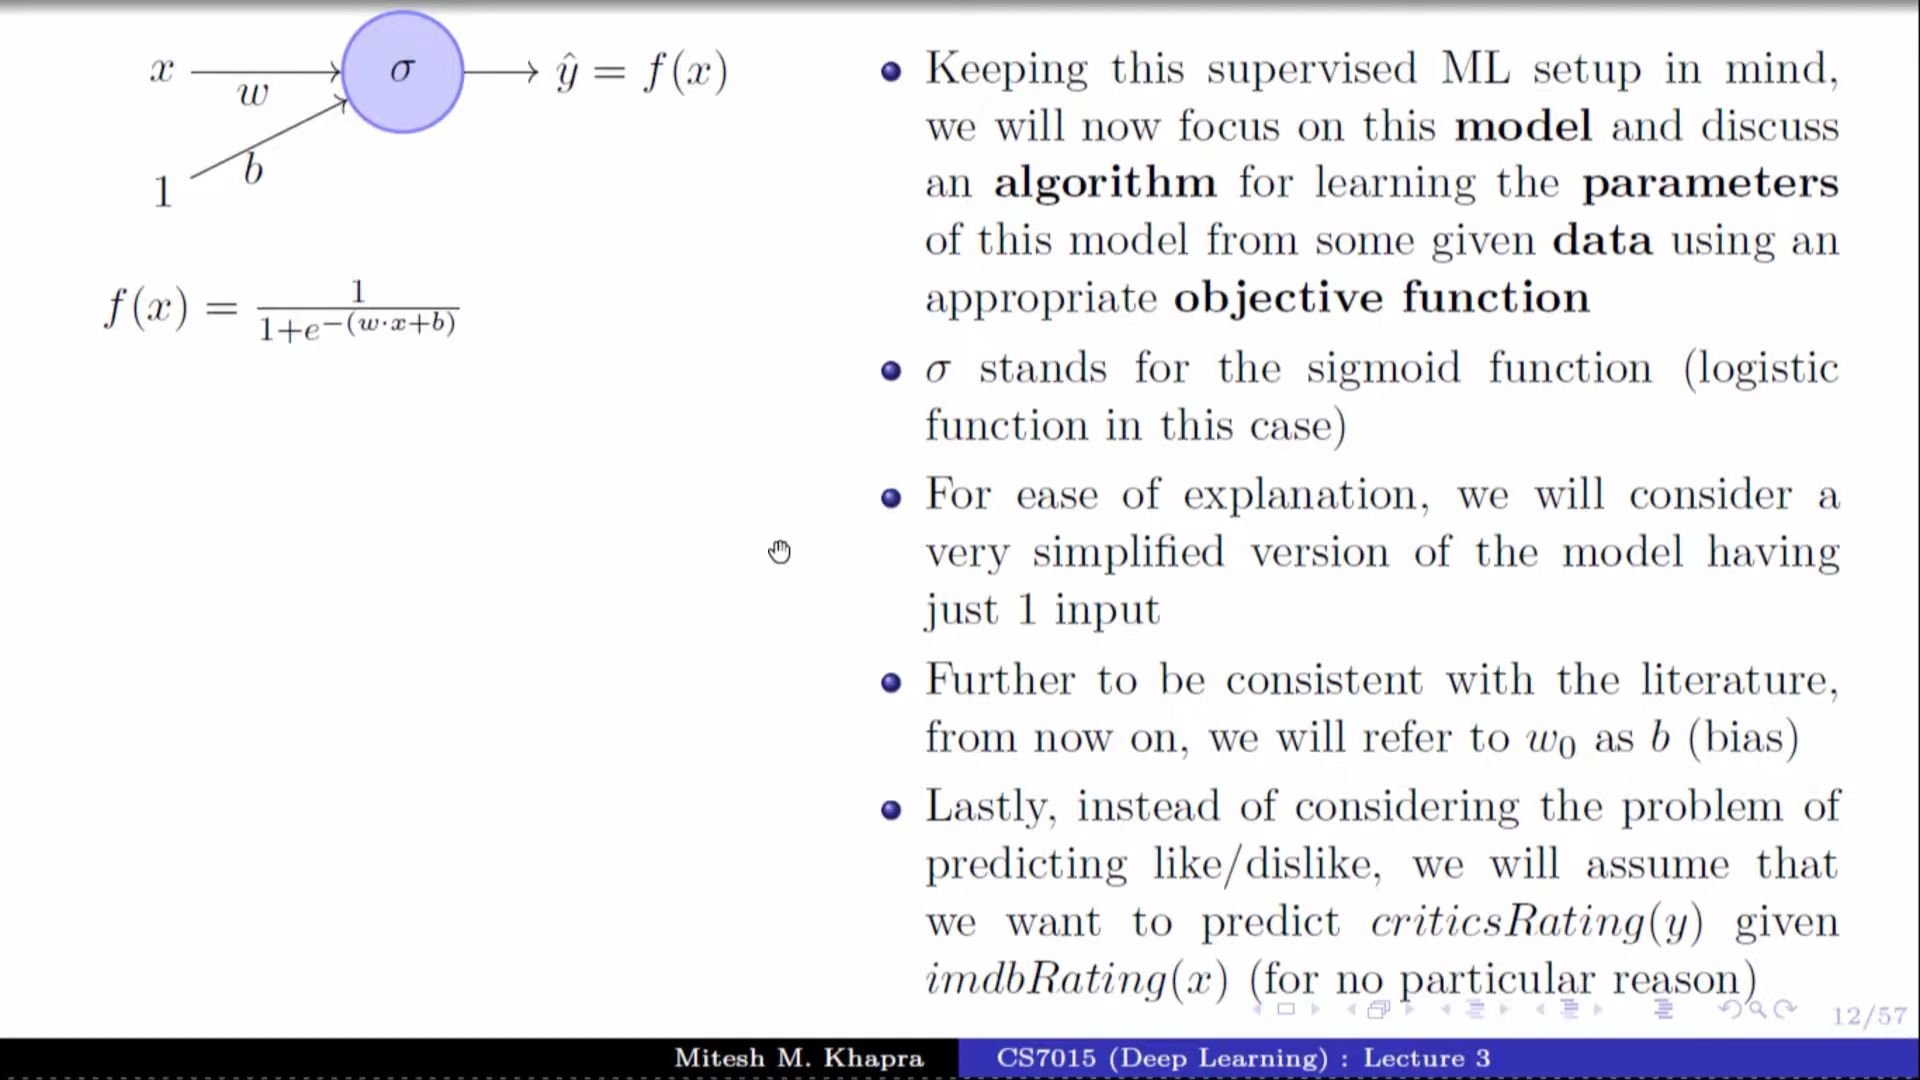 x
w
σ
ŷ = f(x)
1
b
f(x) = 1/(1+e^−(w·x+b))
Keeping this supervised ML setup in mind,
we will now focus on this model and discuss
an algorithm for learning the parameters
of this model from some given data using an
appropriate objective function
σ stands for the sigmoid function (logistic
function in this case)
For ease of explanation, we will consider a
very simplified version of the model having
just 1 input
Further to be consistent with the literature,
from now on, we will refer to w₀ as b (bias)
Lastly, instead of considering the problem of
predicting like/dislike, we will assume that
we want to predict criticsRating(y) given
imdbRating(x) (for no particular reason)
12/57
Mitesh M. Khapra
CS7015 (Deep Learning) : Lecture 3